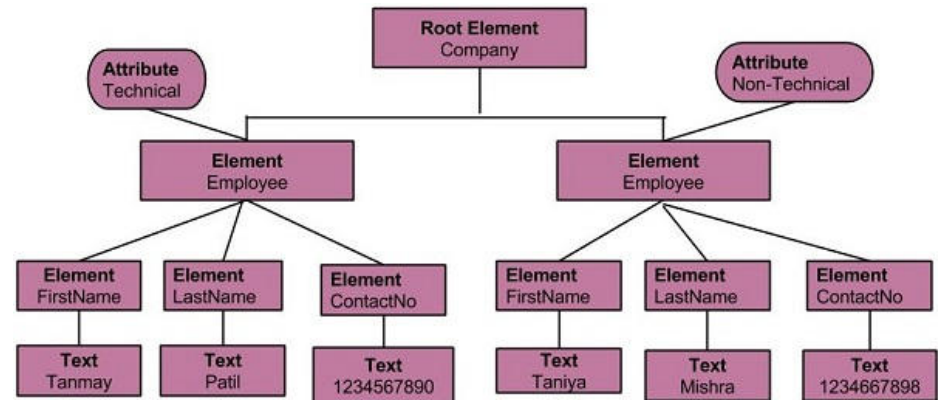 Root Element
Company
Attribute
Technical
Attribute
Non-Technical
Element
Employee
Element
Employee
Element
FirstName
Element
LastName
Element
ContactNo
Element
FirstName
Element
LastName
Element
ContactNo
Text
Tanmay
Text
Patil
Text
1234567890
Text
Taniya
Text
Mishra
Text
1234667898